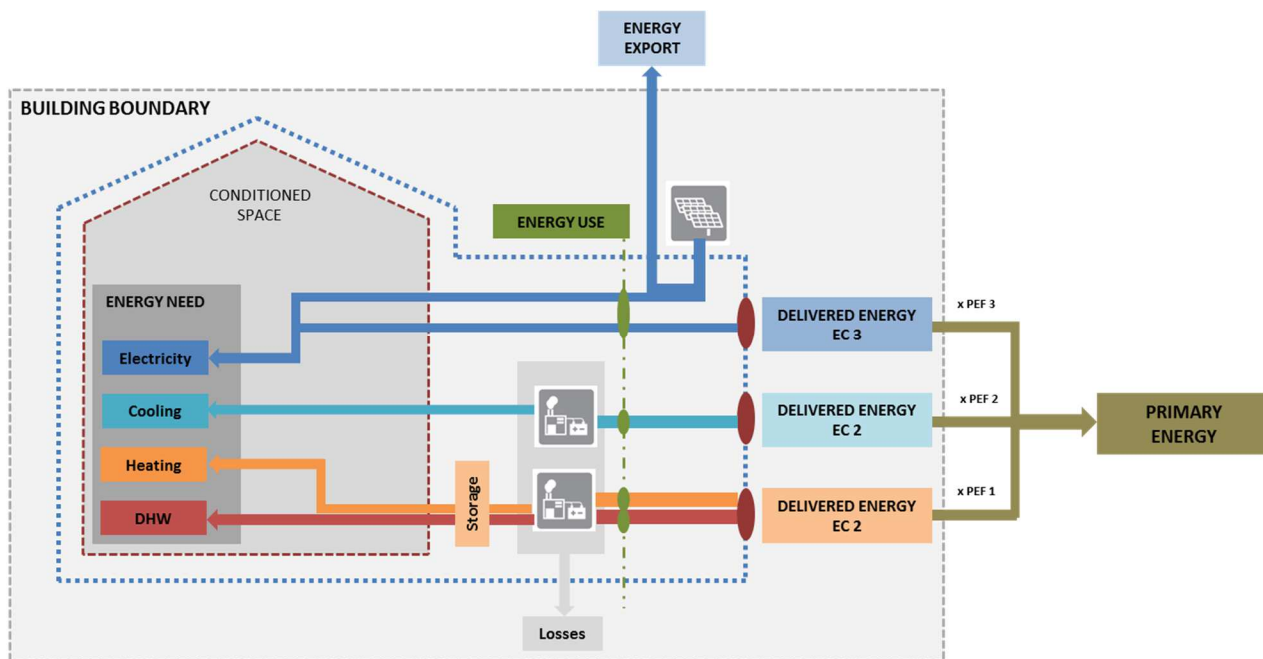 ENERGY
EXPORT
BUILDING BOUNDARY
CONDITIONED
SPACE
ENERGY USE
ENERGY NEED
Electricity
Cooling
Heating
DHW
Storage
Losses
DELIVERED ENERGY
EC 3
x PEF 3
DELIVERED ENERGY
EC 2
x PEF 2
DELIVERED ENERGY
EC 2
x PEF 1
PRIMARY
ENERGY